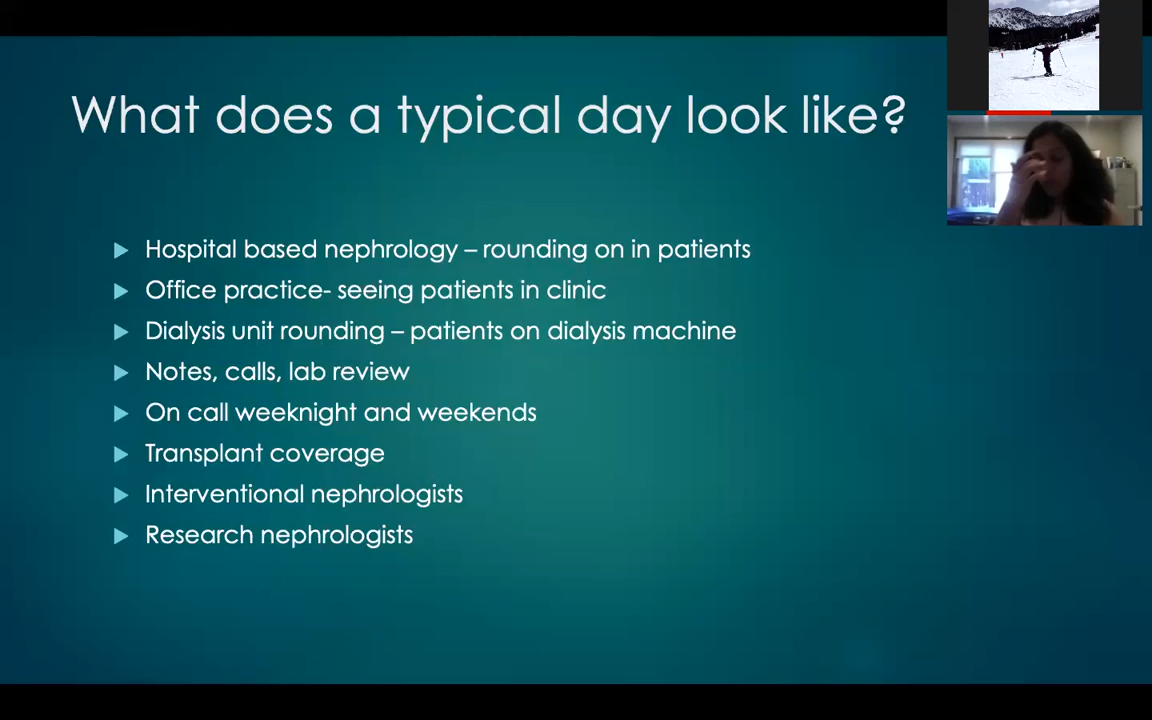 What does a typical day look like?
Hospital based nephrology – rounding on in patients
Office practice- seeing patients in clinic
Dialysis unit rounding – patients on dialysis machine
Notes, calls, lab review
On call weeknight and weekends
Transplant coverage
Interventional nephrologists
Research nephrologists